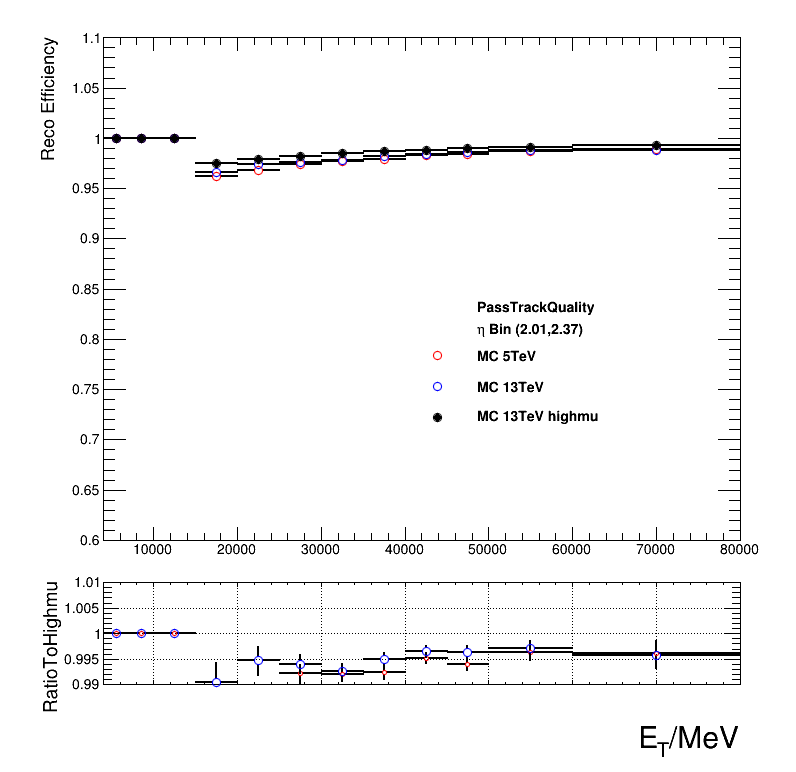 1.1
1.05
1
0.95
0.9
0.85
0.8
0.75
0.7
0.65
0.6
Reco Efficiency
PassTrackQuality
η Bin (2.01,2.37)
MC 5TeV
MC 13TeV
MC 13TeV highmu
10000 20000 30000 40000 50000 60000 70000 80000
1.01
1.005
1
0.995
0.99
RatioToHighmu
E_T/MeV